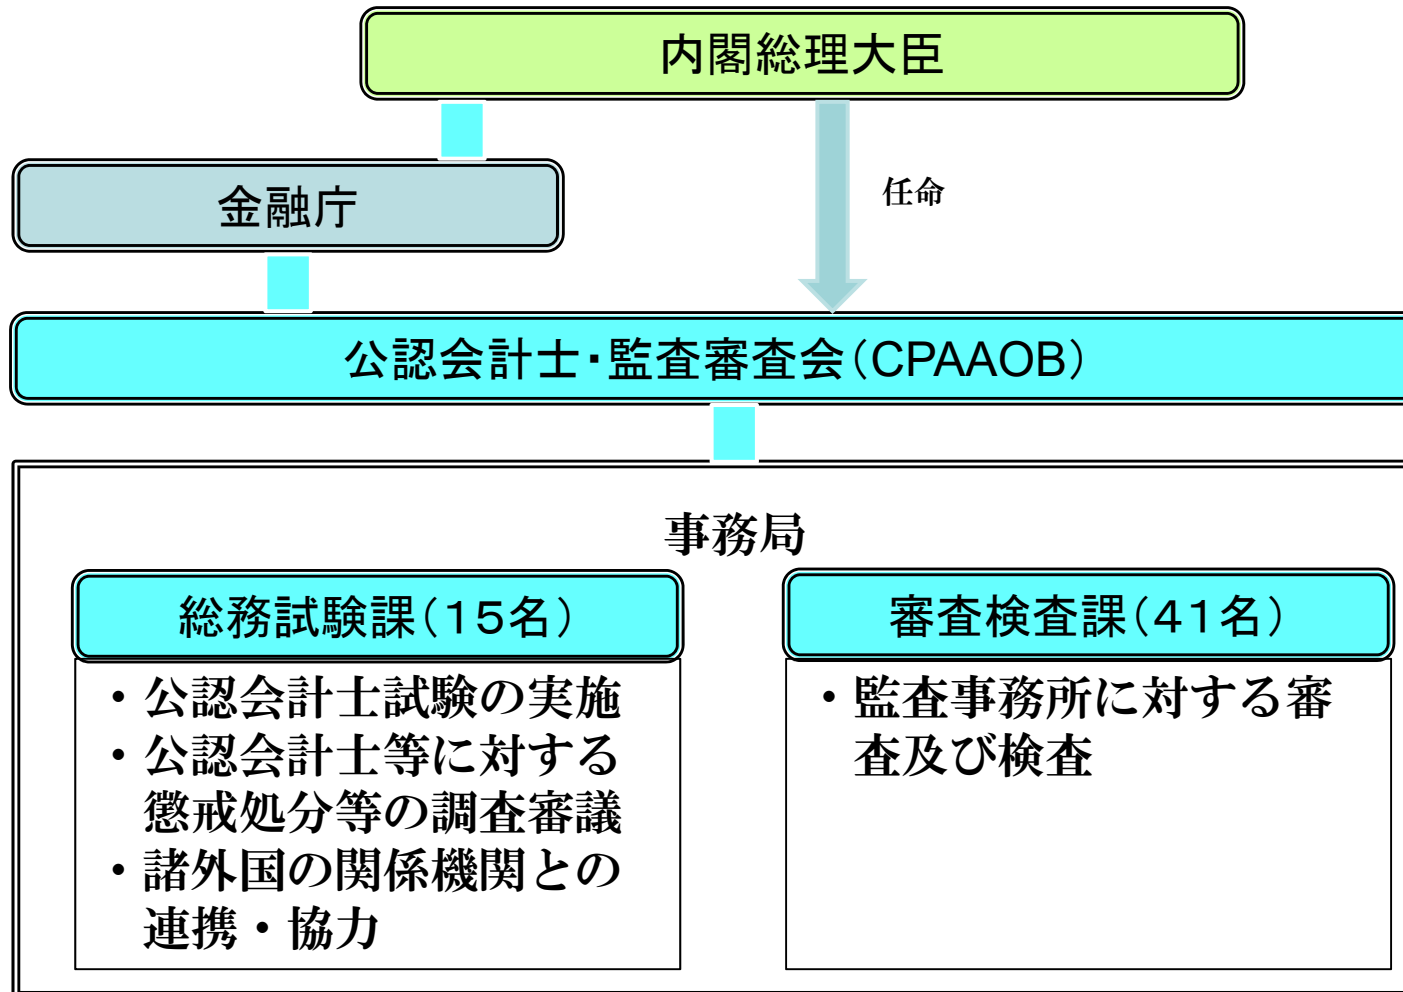 内閣総理大臣
任命
金融庁
公認会計士・監査審査会(CPAAOB)
事務局
総務試験課(15名)
・公認会計士試験の実施
・公認会計士等に対する
懲戒処分等の調査審議
・諸外国の関係機関との
連携・協力
審査検査課(41名)
・監査事務所に対する審
査及び検査